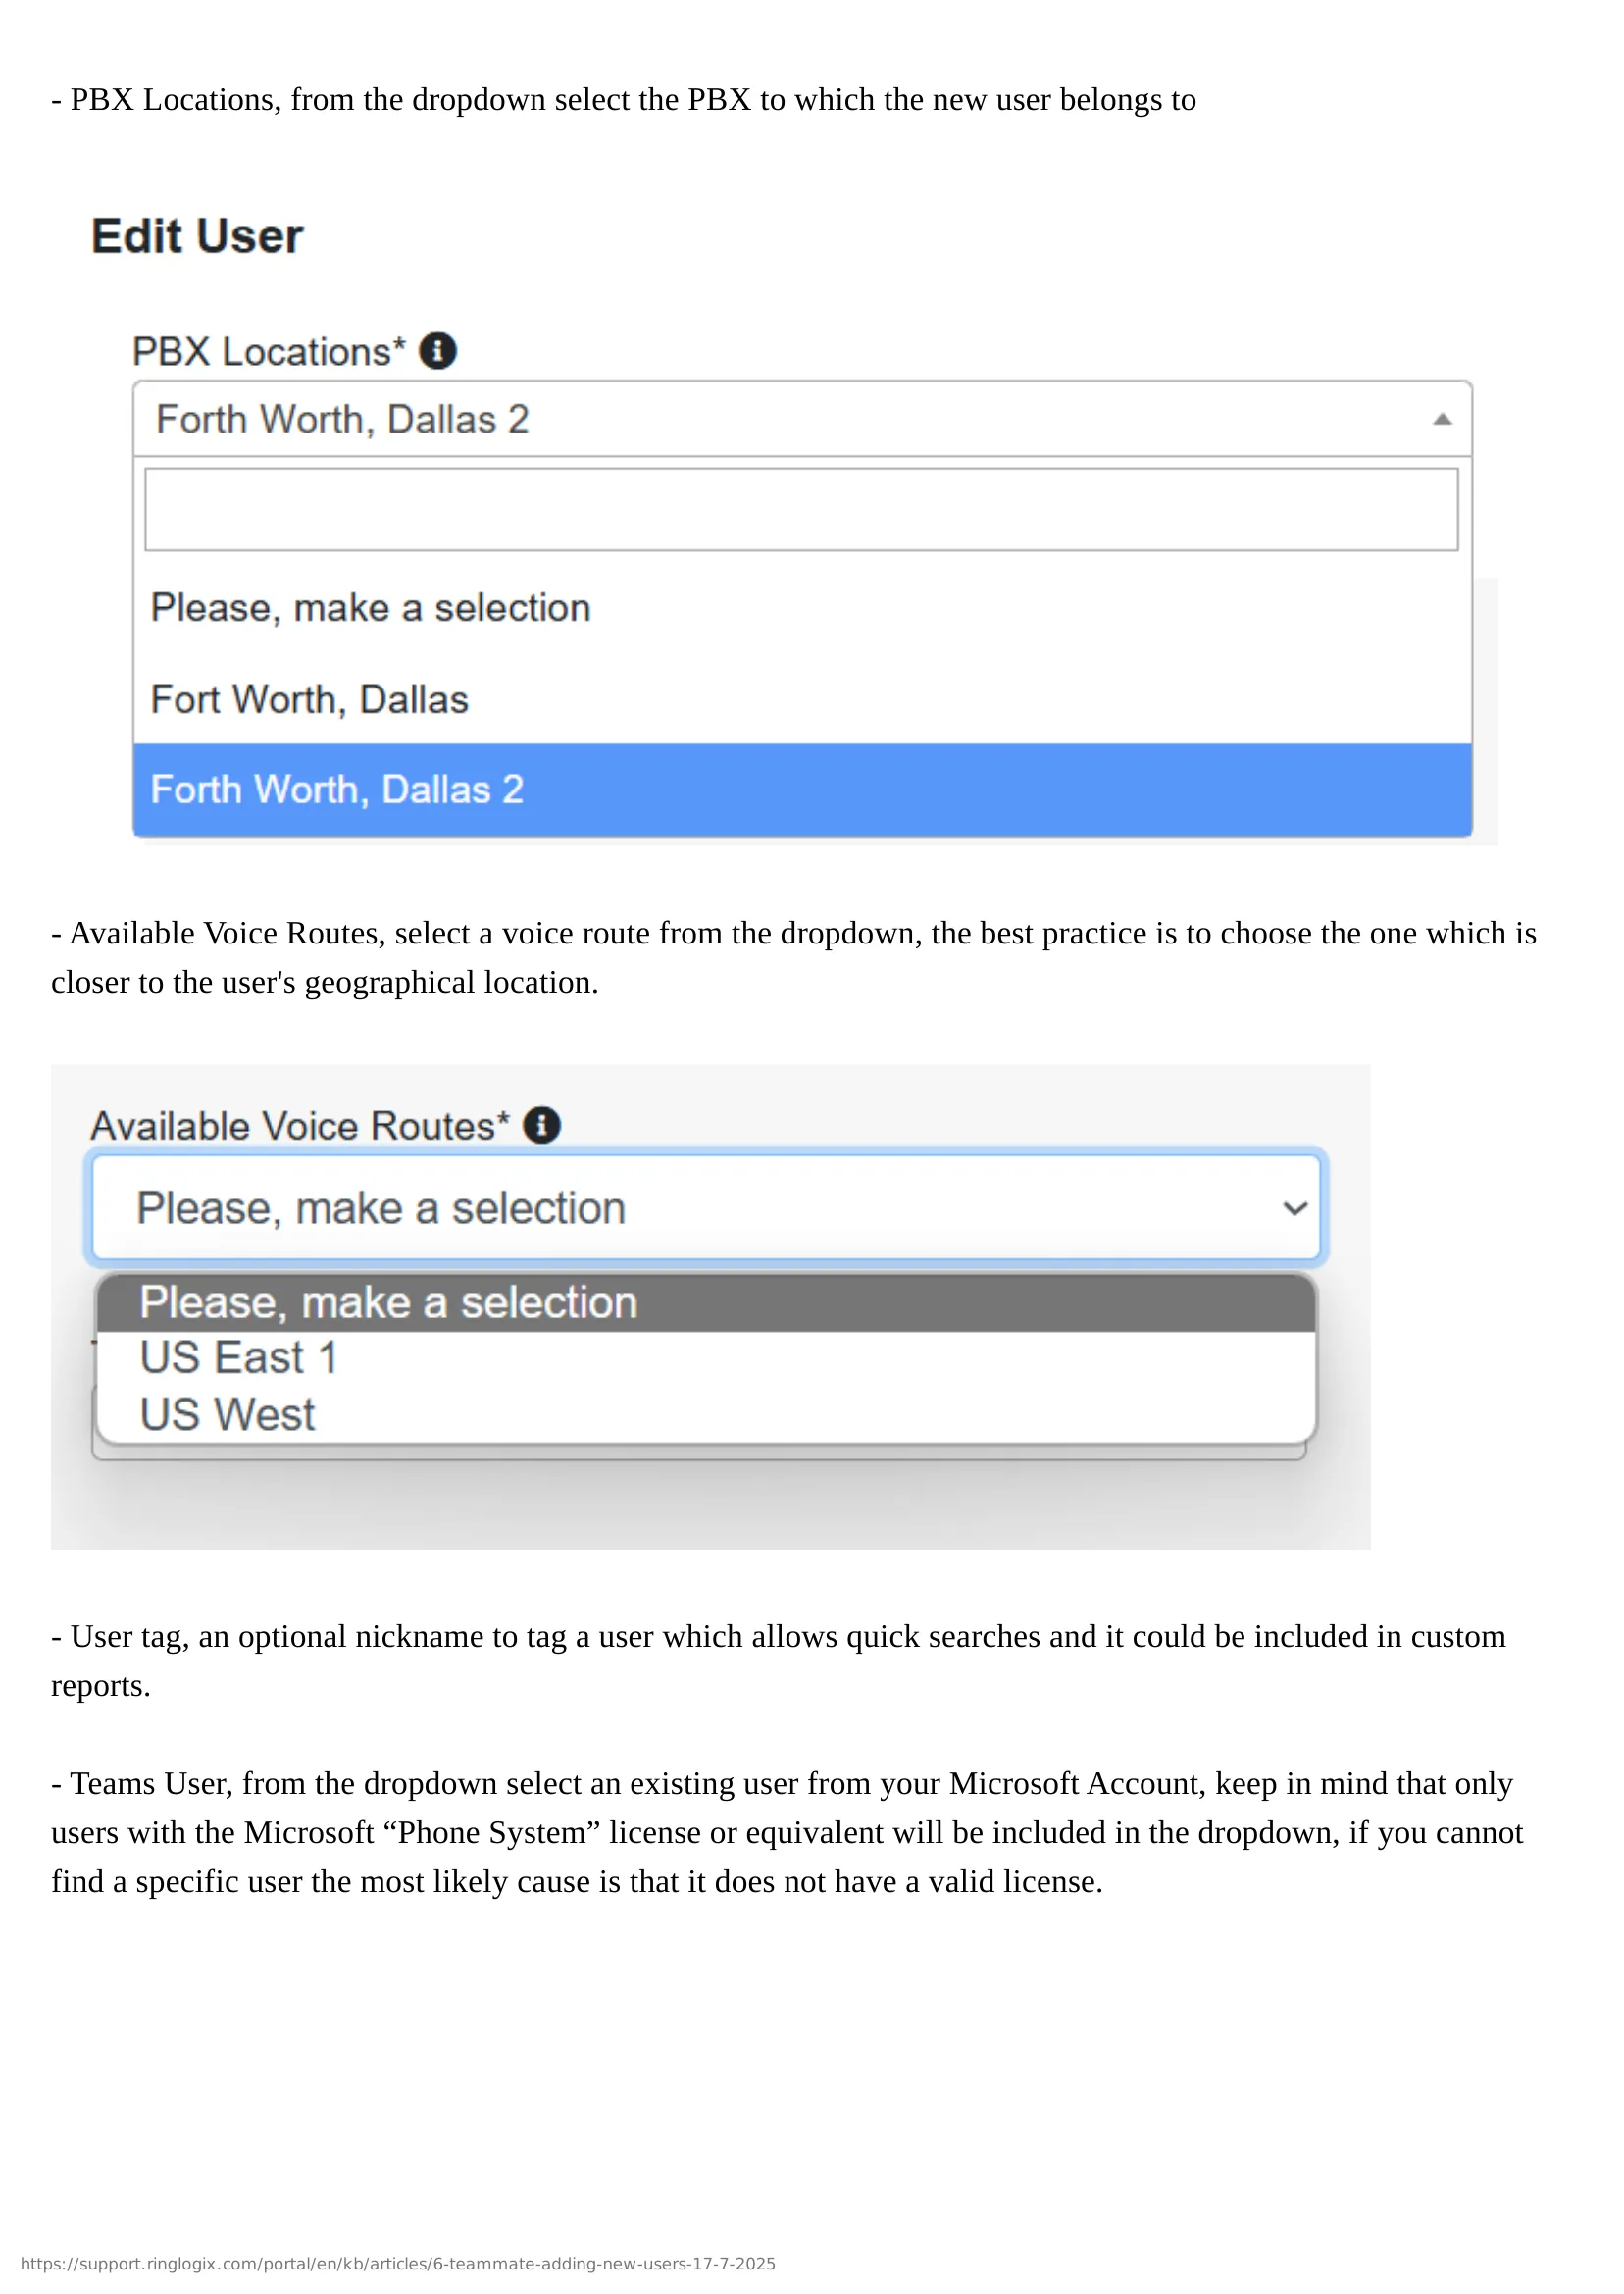 - PBX Locations, from the dropdown select the PBX to which the new user belongs to
Edit User
PBX Locations*
Forth Worth, Dallas 2
Please, make a selection
Fort Worth, Dallas
Forth Worth, Dallas 2
- Available Voice Routes, select a voice route from the dropdown, the best practice is to choose the one which is
closer to the user's geographical location.
Available Voice Routes*
Please, make a selection
Please, make a selection
US East 1
US West
- User tag, an optional nickname to tag a user which allows quick searches and it could be included in custom
reports.
- Teams User, from the dropdown select an existing user from your Microsoft Account, keep in mind that only
users with the Microsoft “Phone System” license or equivalent will be included in the dropdown, if you cannot
find a specific user the most likely cause is that it does not have a valid license.
https://support.ringlogix.com/portal/en/kb/articles/6-teammate-adding-new-users-17-7-2025